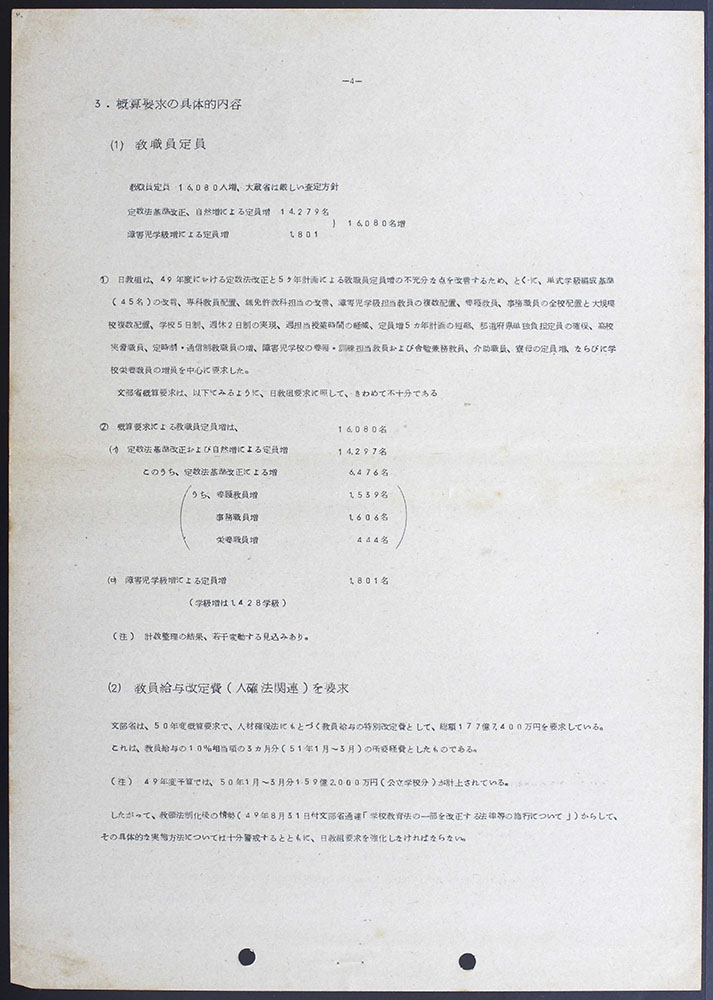 —4—
3．概算要求の具体的内容
(1) 教職員定員
教職員定員 16,080人増、大蔵省は厳しい査定方針
定数法基準改正、自然増による定員増 14,279名
｝16,080名増
障害児学級増による定員増 1,801
① 日教組は、49年度における定数法改正と5ヶ年計画による教職員定員増の不充分な点を改善するため、とくに、単式学級編成基準
（45名）の改善、専科教員配置、無免許教科担当の改善、障害児学級担当教員の複数配置、養護教員、事務職員の全校配置と大規模
校複数配置、学校5日制、週休2日制の実現、週担当授業時間の軽減、定員増5カ年計画の短縮、都道府県単独負担定員の確保、高校
実習職員、定時制・通信制教職員の増、障害児学校の養護・訓練担当教員および舎監兼務教員、介助職員、寮母の定員増、ならびに学
校栄養職員の増員を中心に要求した。
文部省概算要求は、以下でみるように、日教組要求に照して、きわめて不十分である
② 概算要求による教職員定員増は、 16,080名
(イ) 定数法基準改正および自然増による定員増 14,297名
このうち、定数法基準改正による増 6,476名
うち、養護教員増 1,539名
事務職員増 1,606名
栄養職員増 444名
(ロ) 障害児学級増による定員増 1,801名
（学級増は1,428学級）
（注） 計数整理の結果、若干変動する見込みあり。
(2) 教員給与改定費（人確法関連）を要求
文部省は、50年度概算要求で、人材確保法にもとづく教員給与の特別改定費として、総額177億7,400万円を要求している。
これは、教員給与の10%相当額の3カ月分（51年1月〜3月）の所要経費としたものである。
（注） 49年度予算では、50年1月〜3月分159億2,000万円（公立学校分）が計上されている。
したがって、教頭法制化後の情勢（49年8月31日付文部省通達「学校教育法の一部を改正する法律等の施行について」）からして、
その具体的な実施方法については十分警戒するとともに、日教組要求を強化しなければならない。